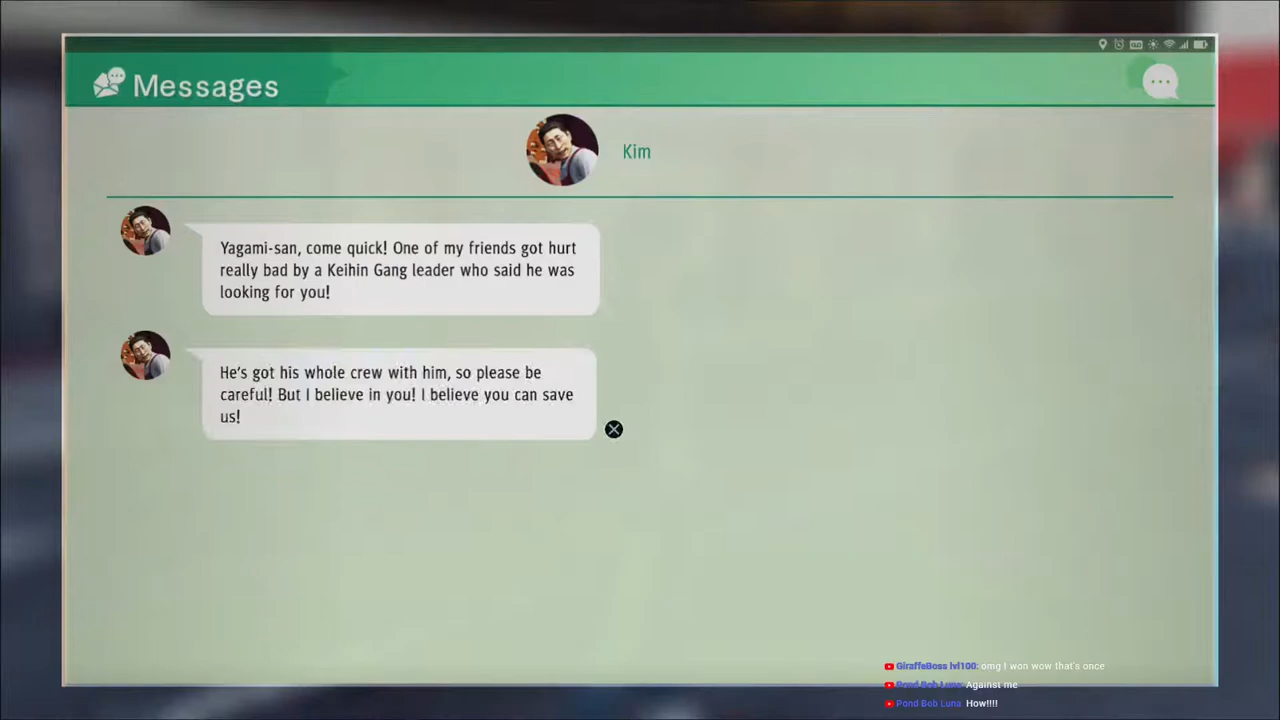 Messages
Kim
Yagami-san, come quick! One of my friends got hurt
really bad by a Keihin Gang leader who said he was
looking for you!
He's got his whole crew with him, so please be
careful! But I believe in you! I believe you can save
us!
GiraffeBoss lvl100: omg I won wow that's once
Pond Bob Luna: Against me
Pond Bob Luna: How!!!!